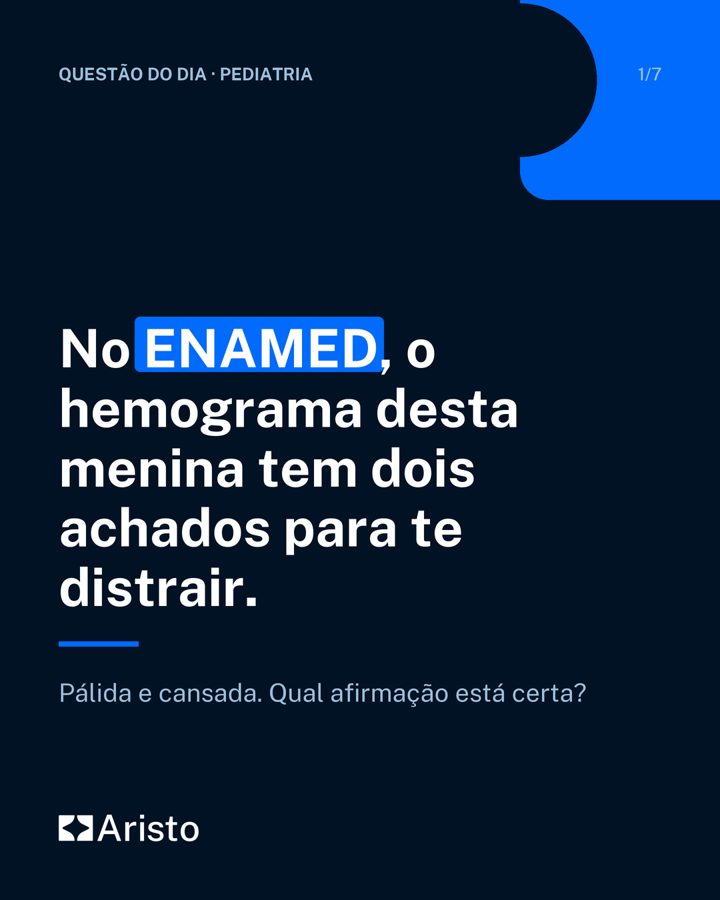 QUESTÃO DO DIA · PEDIATRIA
1/7
No ENAMED, o
hemograma desta
menina tem dois
achados para te
distrair.
Pálida e cansada. Qual afirmação está certa?
Aristo